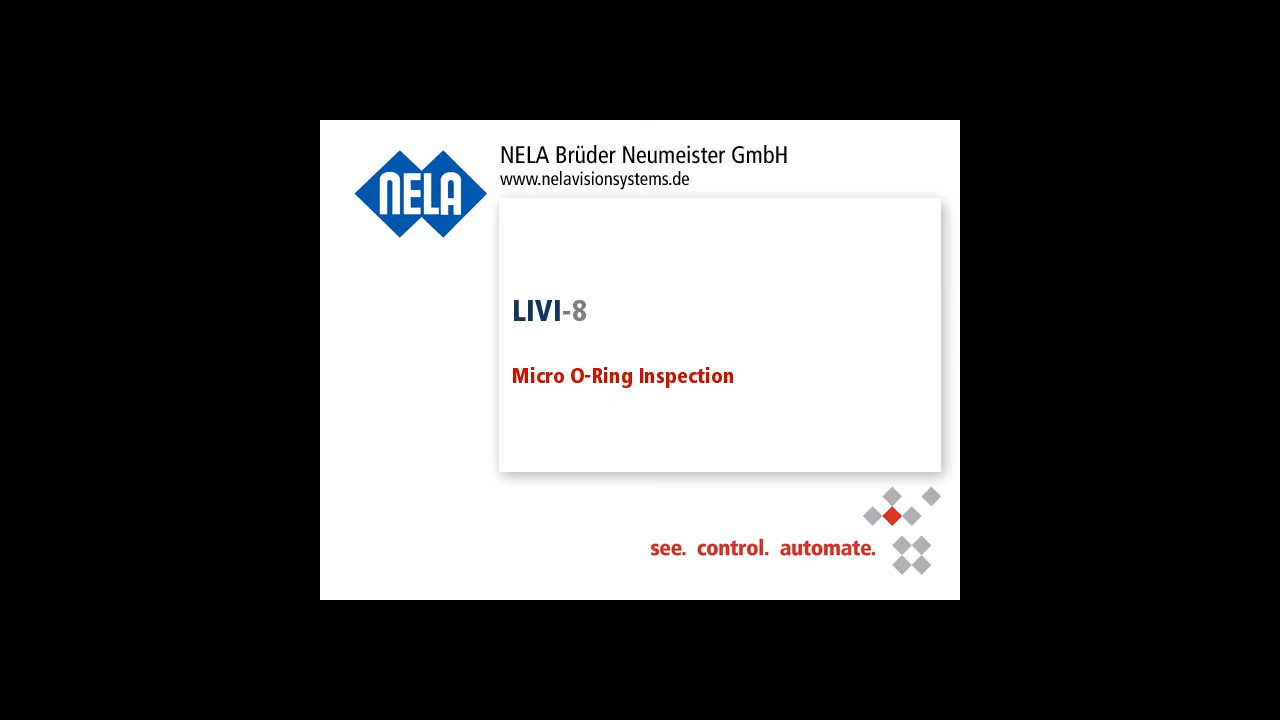 NELA
NELA Brüder Neumeister GmbH
www.nelavisionsystems.de
LIVI-8
Micro O-Ring Inspection
see. control. automate.